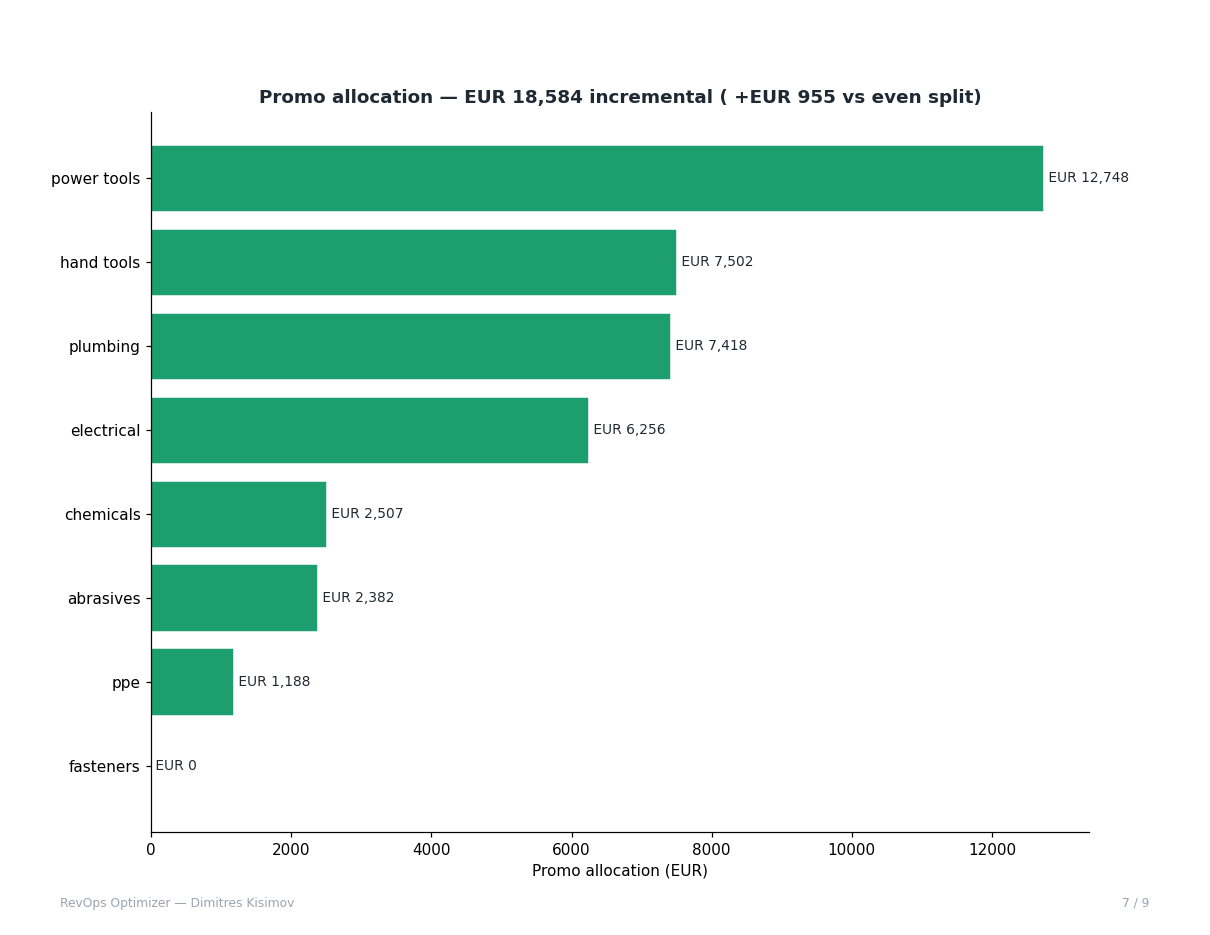 Promo allocation — EUR 18,584 incremental ( +EUR 955 vs even split)
power tools EUR 12,748
hand tools EUR 7,502
plumbing EUR 7,418
electrical EUR 6,256
chemicals EUR 2,507
abrasives EUR 2,382
ppe EUR 1,188
fasteners EUR 0
0 2000 4000 6000 8000 10000 12000
Promo allocation (EUR)
RevOps Optimizer — Dimitres Kisimov 7 / 9